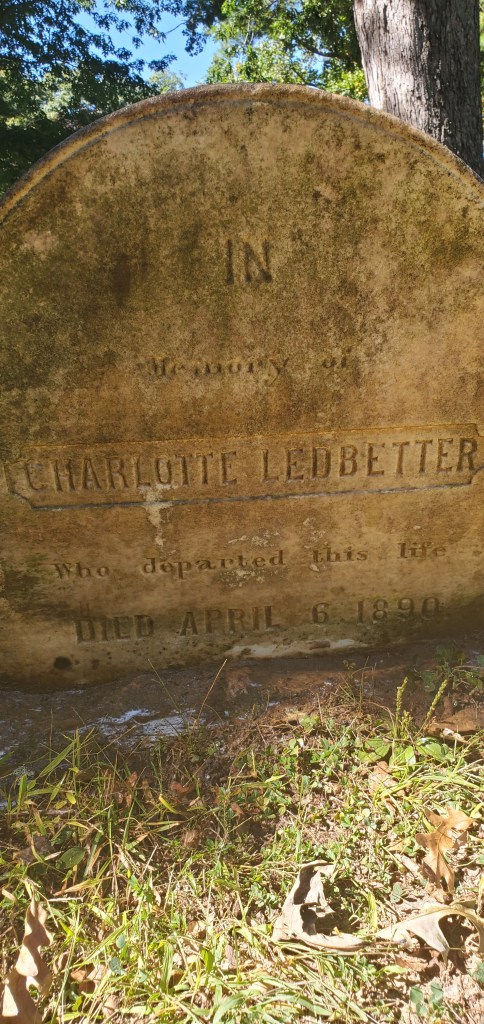 IN
Memory of
CHARLOTTE LEDBETTER
Who departed this life
DIED APRIL 6. 1890